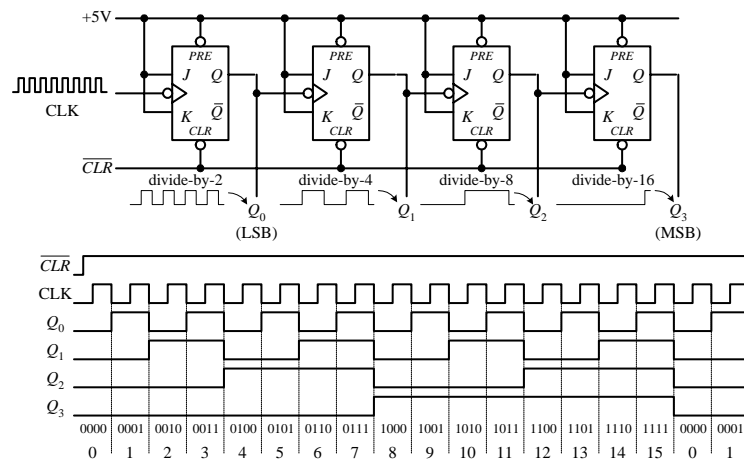 +5V
PRE PRE PRE PRE
J Q J Q J Q J Q
CLK
K Q̅ K Q̅ K Q̅ K Q̅
CLR CLR CLR CLR
C̅L̅R̅
divide-by-2 divide-by-4 divide-by-8 divide-by-16
Q₀ Q₁ Q₂ Q₃
(LSB) (MSB)
C̅L̅R̅
CLK
Q₀
Q₁
Q₂
Q₃
0000 0001 0010 0011 0100 0101 0110 0111 1000 1001 1010 1011 1100 1101 1110 1111 0000 0001
0 1 2 3 4 5 6 7 8 9 10 11 12 13 14 15 0 1